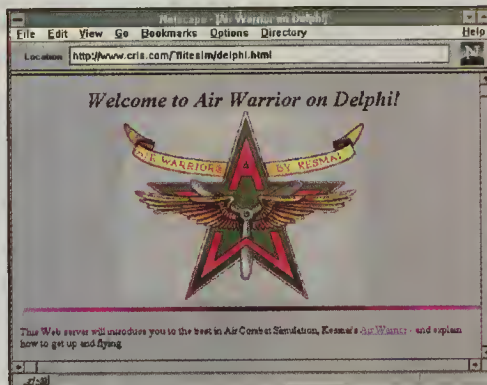 Netscape - [Air Warrior on Delphi!]
File Edit View Go Bookmarks Options Directory Help
Location http://www.cris.com/~flitesim/delphi.html
N
Welcome to Air Warrior on Delphi!
AIR WARRIORS BY KESMAI
A
W
This Web server will introduce you to the best in Air Combat Simulation, Kesmai's Air Warrior - and explain
how to get up and flying